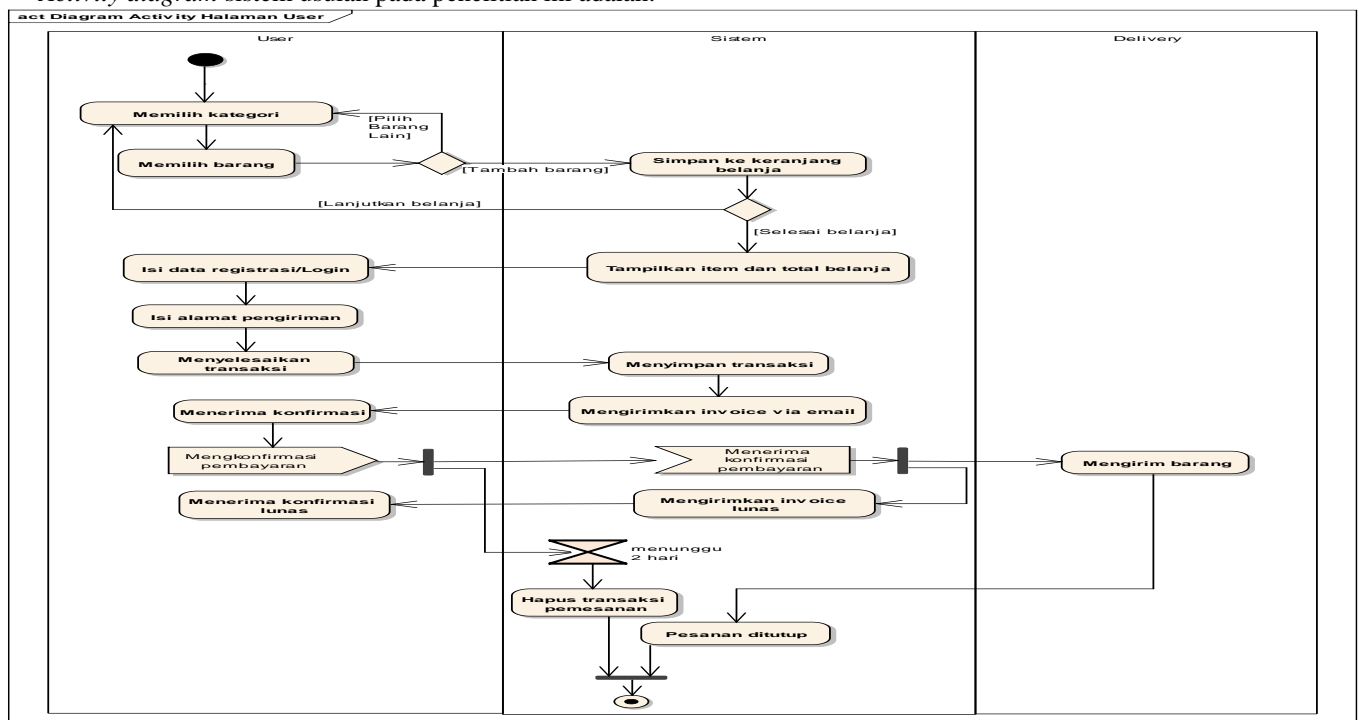 Activity diagram sistem usulan pada penelitian ini adalah:
act Diagram Activity Halaman User
User
Sistem
Delivery
Memilih kategori
[Pilih
Barang
Lain]
Memilih barang
[Tambah barang]
Simpan ke keranjang
belanja
[Lanjutkan belanja]
[Selesai belanja]
Isi data registrasi/Login
Tampilkan item dan total belanja
Isi alamat pengiriman
Menyelesaikan
transaksi
Menyimpan transaksi
Menerima konfirmasi
Mengirimkan invoice via email
Mengkonfirmasi
pembayaran
Menerima
konfirmasi
pembayaran
Mengirim barang
Menerima konfirmasi
lunas
Mengirimkan invoice
lunas
menunggu
2 hari
Hapus transaksi
pemesanan
Pesanan ditutup